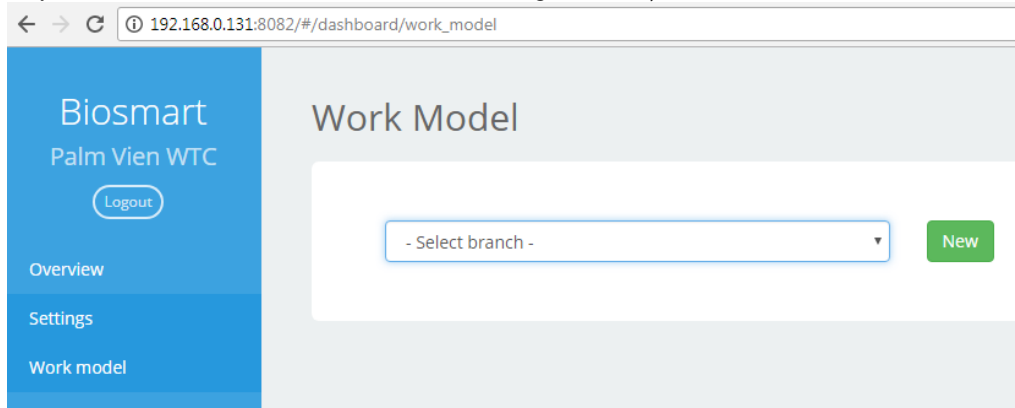 192.168.0.131:8082/#/dashboard/work_model
Biosmart
Palm Vien WTC
Logout
Overview
Settings
Work model
Work Model
- Select branch -
New